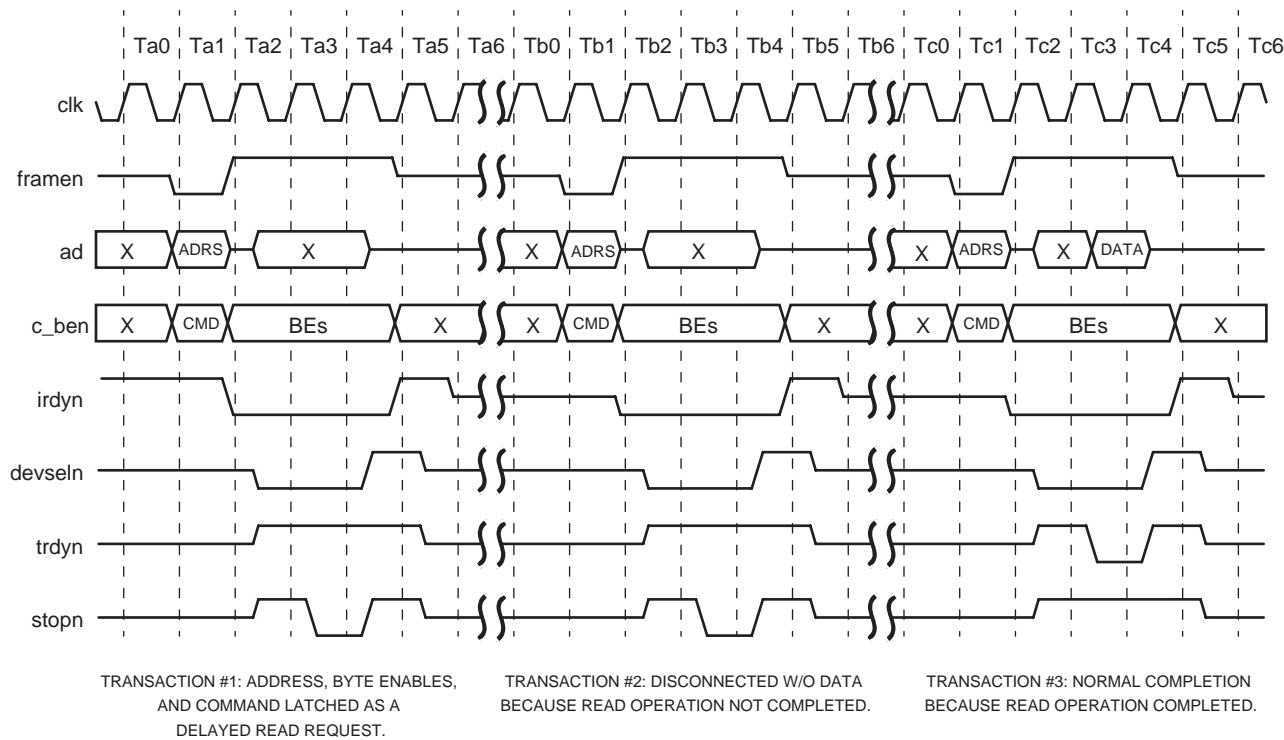 Ta0 Ta1 Ta2 Ta3 Ta4 Ta5 Ta6 Tb0 Tb1 Tb2 Tb3 Tb4 Tb5 Tb6 Tc0 Tc1 Tc2 Tc3 Tc4 Tc5 Tc6
clk
framen
ad X ADRS X X ADRS X X ADRS X DATA
c_ben X CMD BEs X X CMD BEs X X CMD BEs X
irdyn
devseln
trdyn
stopn
TRANSACTION #1: ADDRESS, BYTE ENABLES,
AND COMMAND LATCHED AS A
DELAYED READ REQUEST.
TRANSACTION #2: DISCONNECTED W/O DATA
BECAUSE READ OPERATION NOT COMPLETED.
TRANSACTION #3: NORMAL COMPLETION
BECAUSE READ OPERATION COMPLETED.